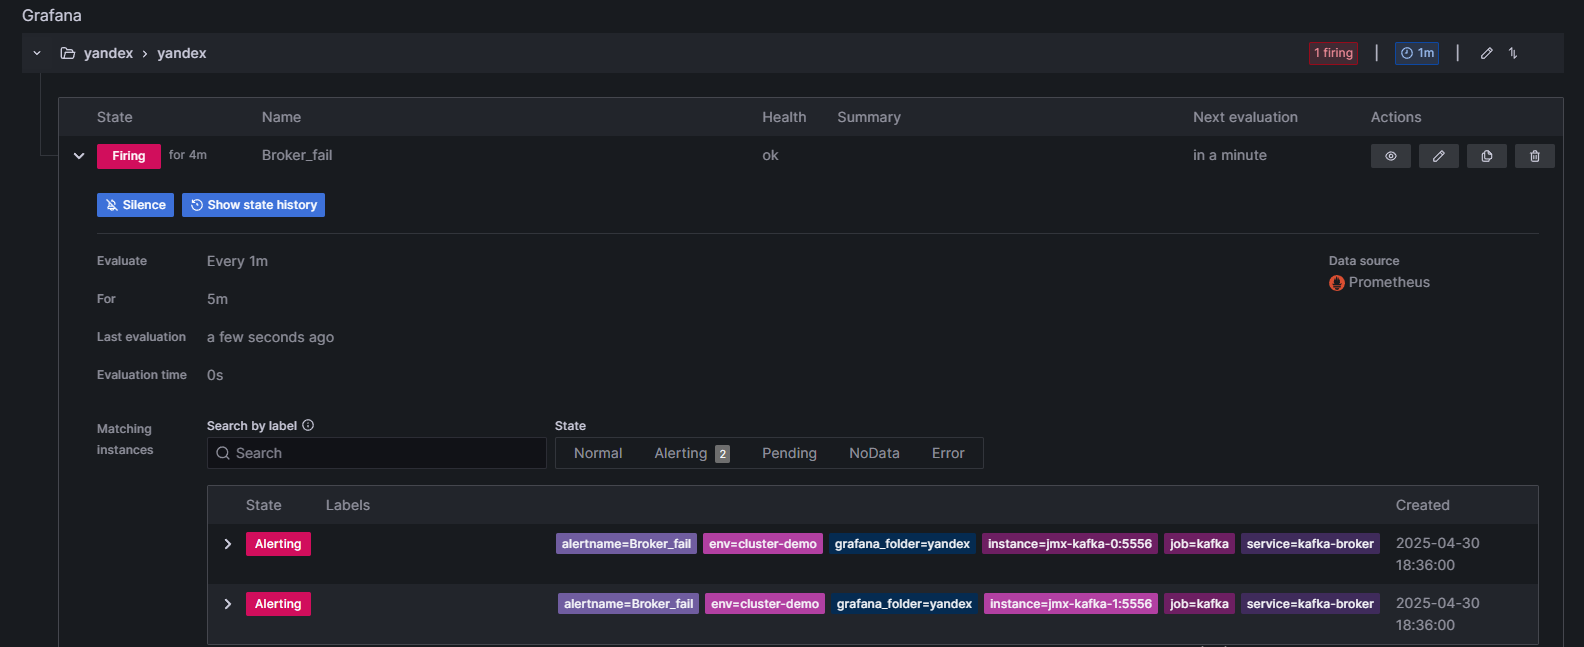 Grafana
yandex › yandex 1 firing | 1m |
State Name Health Summary Next evaluation Actions
Firing for 4m Broker_fail ok in a minute
Silence Show state history
Evaluate Every 1m Data source
Prometheus
For 5m
Last evaluation a few seconds ago
Evaluation time 0s
Matching instances Search by label State
Search Normal Alerting 2 Pending NoData Error
State Labels Created
Alerting alertname=Broker_fail env=cluster-demo grafana_folder=yandex instance=jmx-kafka-0:5556 job=kafka service=kafka-broker 2025-04-30
18:36:00
Alerting alertname=Broker_fail env=cluster-demo grafana_folder=yandex instance=jmx-kafka-1:5556 job=kafka service=kafka-broker 2025-04-30
18:36:00